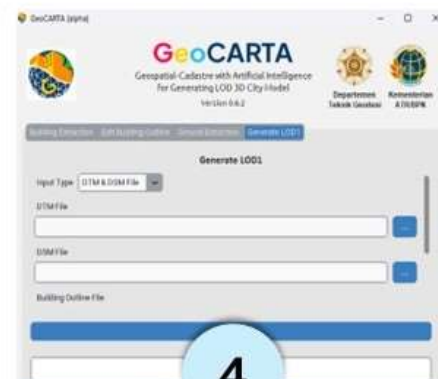 GeoCARTA [alpha]
GeoCARTA
Geospatial-Cadastre with Artificial Intelligence
for Generating LOD 3D City Model
Version 0.6.2
Departemen
Teknik Geodesi
Kementerian
ATR/BPN
Building Extraction Edit Building Outline Ground Extraction Generate LOD1
Generate LOD1
Input Type DTM & DSM File
DTM File
...
DSM File
...
Building Outline File
4